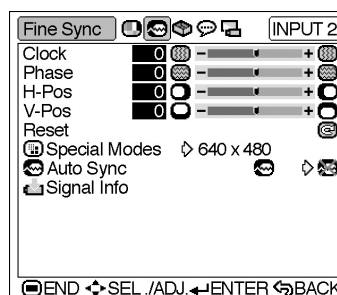 Fine Sync INPUT 2
Clock 0 - +
Phase 0 - +
H-Pos 0 - +
V-Pos 0 - +
Reset
Special Modes 640 x 480
Auto Sync
Signal Info
END SEL./ADJ. ENTER BACK